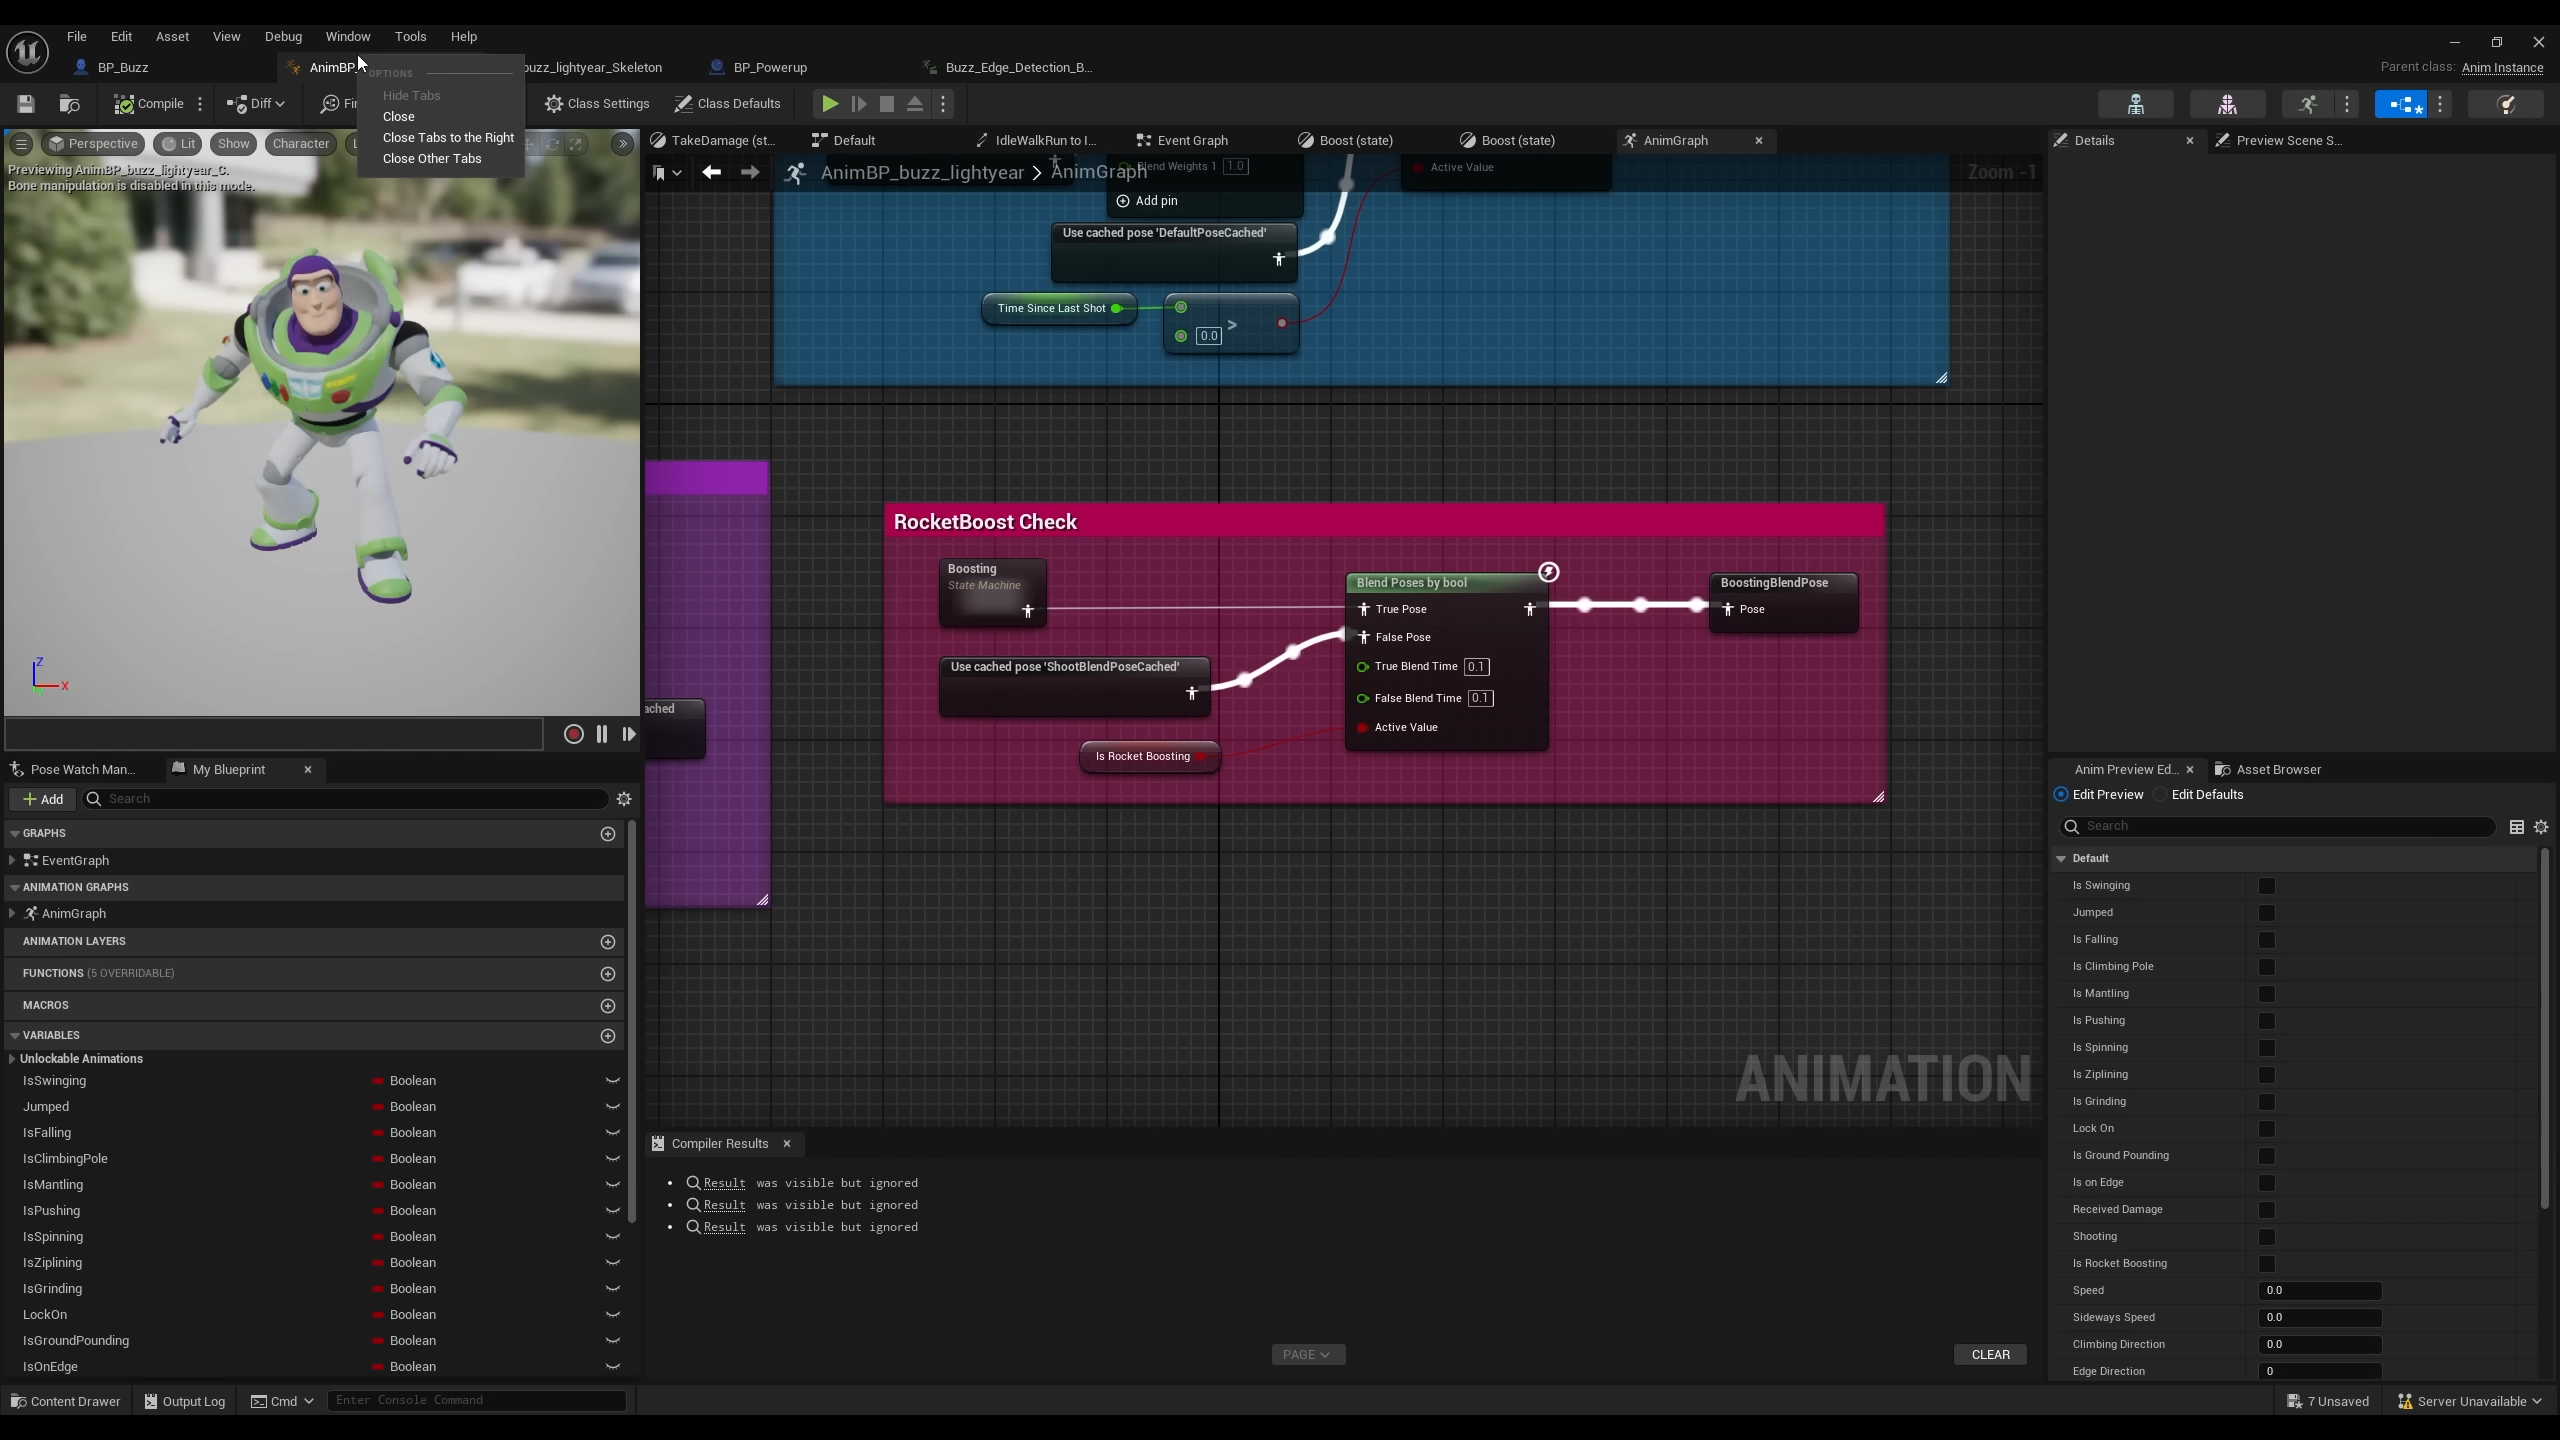 File Edit Asset View Debug Window Tools Help
BP_Buzz
AnimBP_
buzz_lightyear_Skeleton
BP_Powerup
Buzz_Edge_Detection_B...
Parent class: Anim Instance
OPTIONS
Hide Tabs
Close
Close Tabs to the Right
Close Other Tabs
Compile
Diff
Class Settings
Class Defaults
Perspective
Lit
Show
Character
Previewing AnimBP_buzz_lightyear_C.
Bone manipulation is disabled in this mode.
Z
X
TakeDamage (st...
Default
IdleWalkRun to I...
Event Graph
Boost (state)
Boost (state)
AnimGraph
AnimBP_buzz_lightyear > AnimGraph
Zoom -1
Blend Weights 1 1.0
Add pin
Active Value
Use cached pose 'DefaultPoseCached'
Time Since Last Shot
>
0.0
RocketBoost Check
Boosting
State Machine
Use cached pose 'ShootBlendPoseCached'
Is Rocket Boosting
Blend Poses by bool
True Pose
False Pose
True Blend Time 0.1
False Blend Time 0.1
Active Value
BoostingBlendPose
Pose
ached
ANIMATION
Pose Watch Man...
My Blueprint
Add
Search
GRAPHS
EventGraph
ANIMATION GRAPHS
AnimGraph
ANIMATION LAYERS
FUNCTIONS (5 OVERRIDABLE)
MACROS
VARIABLES
Unlockable Animations
IsSwinging Boolean
Jumped Boolean
IsFalling Boolean
IsClimbingPole Boolean
IsMantling Boolean
IsPushing Boolean
IsSpinning Boolean
IsZiplining Boolean
IsGrinding Boolean
LockOn Boolean
IsGroundPounding Boolean
IsOnEdge Boolean
Compiler Results
Result was visible but ignored
Result was visible but ignored
Result was visible but ignored
PAGE
CLEAR
Details
Preview Scene S...
Anim Preview Ed...
Asset Browser
Edit Preview
Edit Defaults
Search
Default
Is Swinging
Jumped
Is Falling
Is Climbing Pole
Is Mantling
Is Pushing
Is Spinning
Is Ziplining
Is Grinding
Lock On
Is Ground Pounding
Is on Edge
Received Damage
Shooting
Is Rocket Boosting
Speed 0.0
Sideways Speed 0.0
Climbing Direction 0.0
Edge Direction 0
Content Drawer
Output Log
Cmd
Enter Console Command
7 Unsaved
Server Unavailable